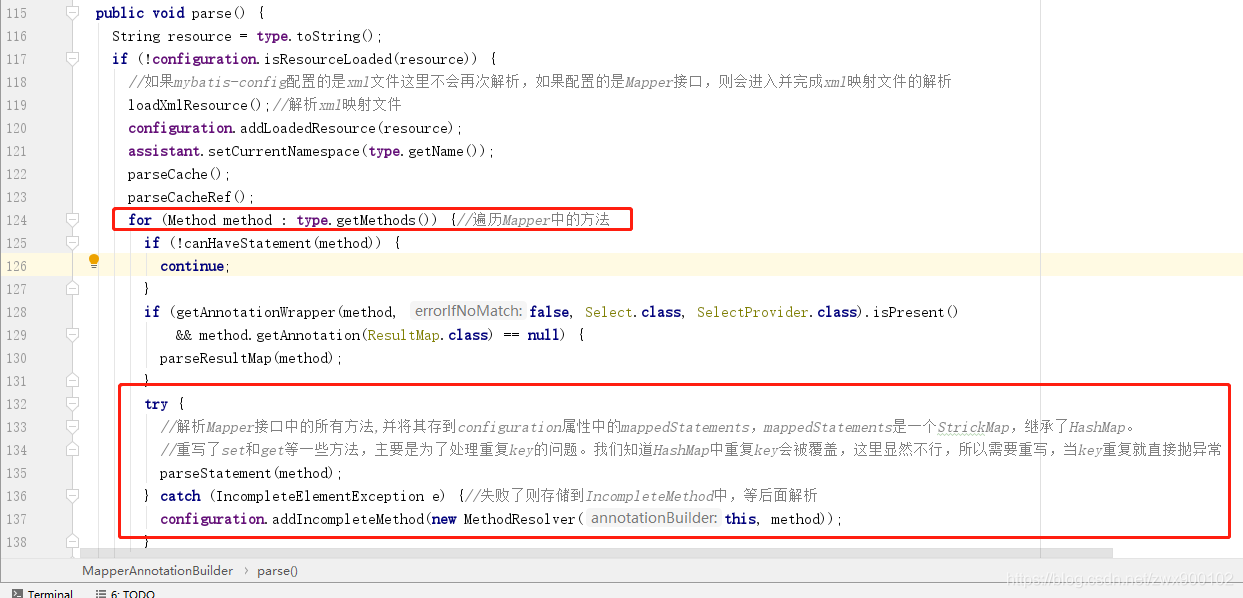 115 public void parse() {
116 String resource = type.toString();
117 if (!configuration.isResourceLoaded(resource)) {
118 //如果mybatis-config配置的是xml文件这里不会再次解析，如果配置的是Mapper接口，则会进入并完成xml映射文件的解析
119 loadXmlResource();//解析xml映射文件
120 configuration.addLoadedResource(resource);
121 assistant.setCurrentNamespace(type.getName());
122 parseCache();
123 parseCacheRef();
124 for (Method method : type.getMethods()) {//遍历Mapper中的方法
125 if (!canHaveStatement(method)) {
126 continue;
127 }
128 if (getAnnotationWrapper(method, errorIfNoMatch: false, Select.class, SelectProvider.class).isPresent()
129 && method.getAnnotation(ResultMap.class) == null) {
130 parseResultMap(method);
131 }
132 try {
133 //解析Mapper接口中的所有方法,并将其存到configuration属性中的mappedStatements，mappedStatements是一个StrickMap，继承了HashMap。
134 //重写了set和get等一些方法，主要是为了处理重复key的问题。我们知道HashMap中重复key会被覆盖，这里显然不行，所以需要重写，当key重复就直接抛异常
135 parseStatement(method);
136 } catch (IncompleteElementException e) {//失败了则存储到IncompleteMethod中，等后面解析
137 configuration.addIncompleteMethod(new MethodResolver( annotationBuilder: this, method));
138 }
MapperAnnotationBuilder › parse()
https://blog.csdn.net/zwx900102
Terminal 6: TODO